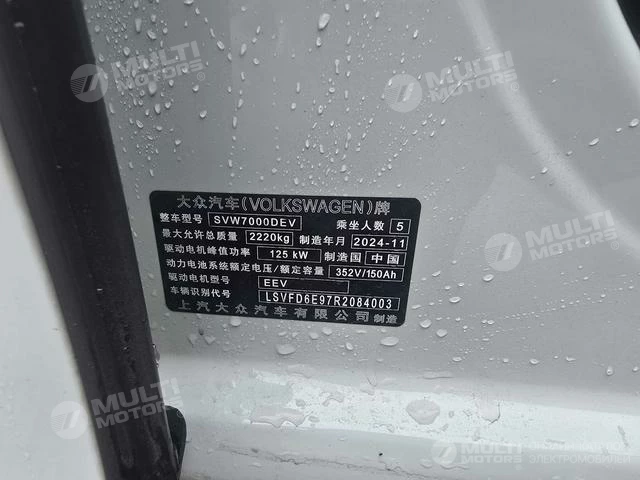 MULTI
MOTORS
MULTI
MOTORS
大众汽车(VOLKSWAGEN)牌
整车型号 SVW7000DEV 乘坐人数 5
最大允许总质量 2220kg 制造年月 2024-11
驱动电机峰值功率 125 kW 制造国 中国
动力电池系统额定电压/额定容量 352V/150Ah
驱动电机型号 EEV
车辆识别代号 LSVFD6E97R2084003
上汽大众汽车有限公司 制造
MULTI
MOTORS
MULTI
MOTORS
MULTI
MOTORS
ЭЛЕКТРОМОБИЛИ